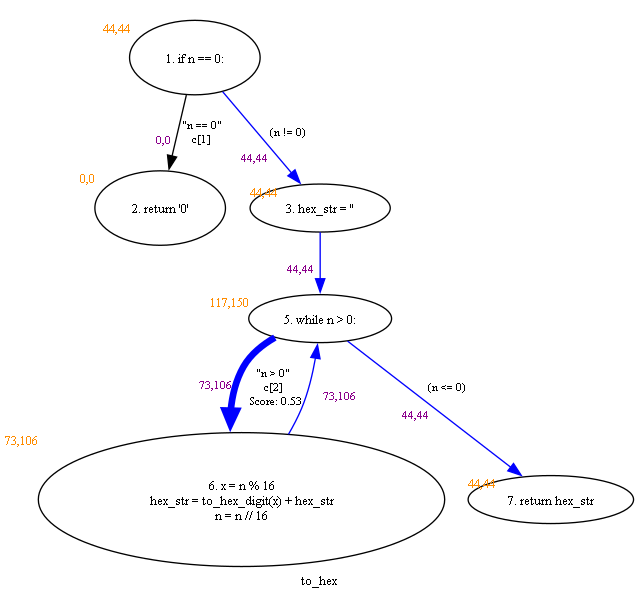 44,44
1. if n == 0:
"n == 0"
c[1]
0,0
(n != 0)
44,44
0,0
2. return '0'
44,44
3. hex_str = ''
44,44
117,150
5. while n > 0:
73,106
"n > 0"
c[2]
Score: 0.53
73,106
(n <= 0)
44,44
73,106
6. x = n % 16
hex_str = to_hex_digit(x) + hex_str
n = n // 16
44,44
7. return hex_str
to_hex